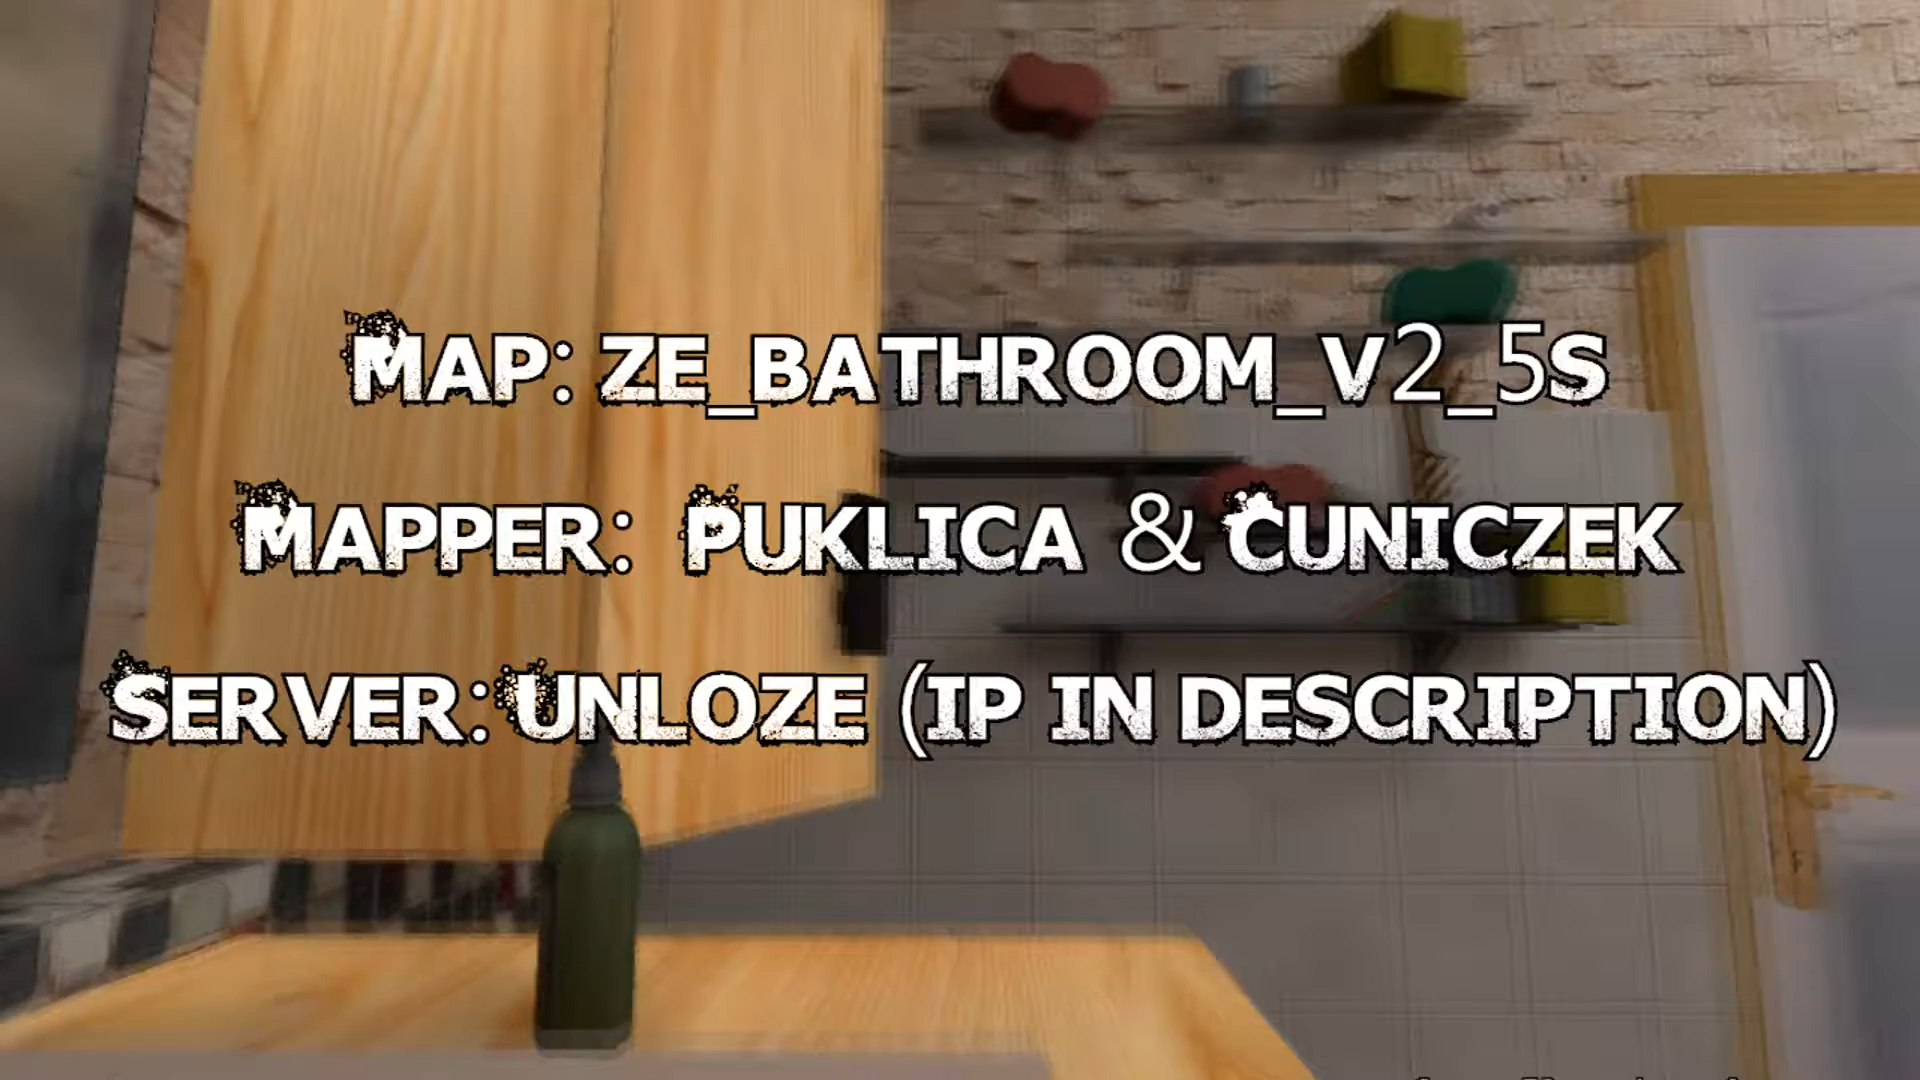 Map: ze_bathroom_v2_5s
Mapper: Puklica & Cuniczek
Server: Unloze (IP in description)